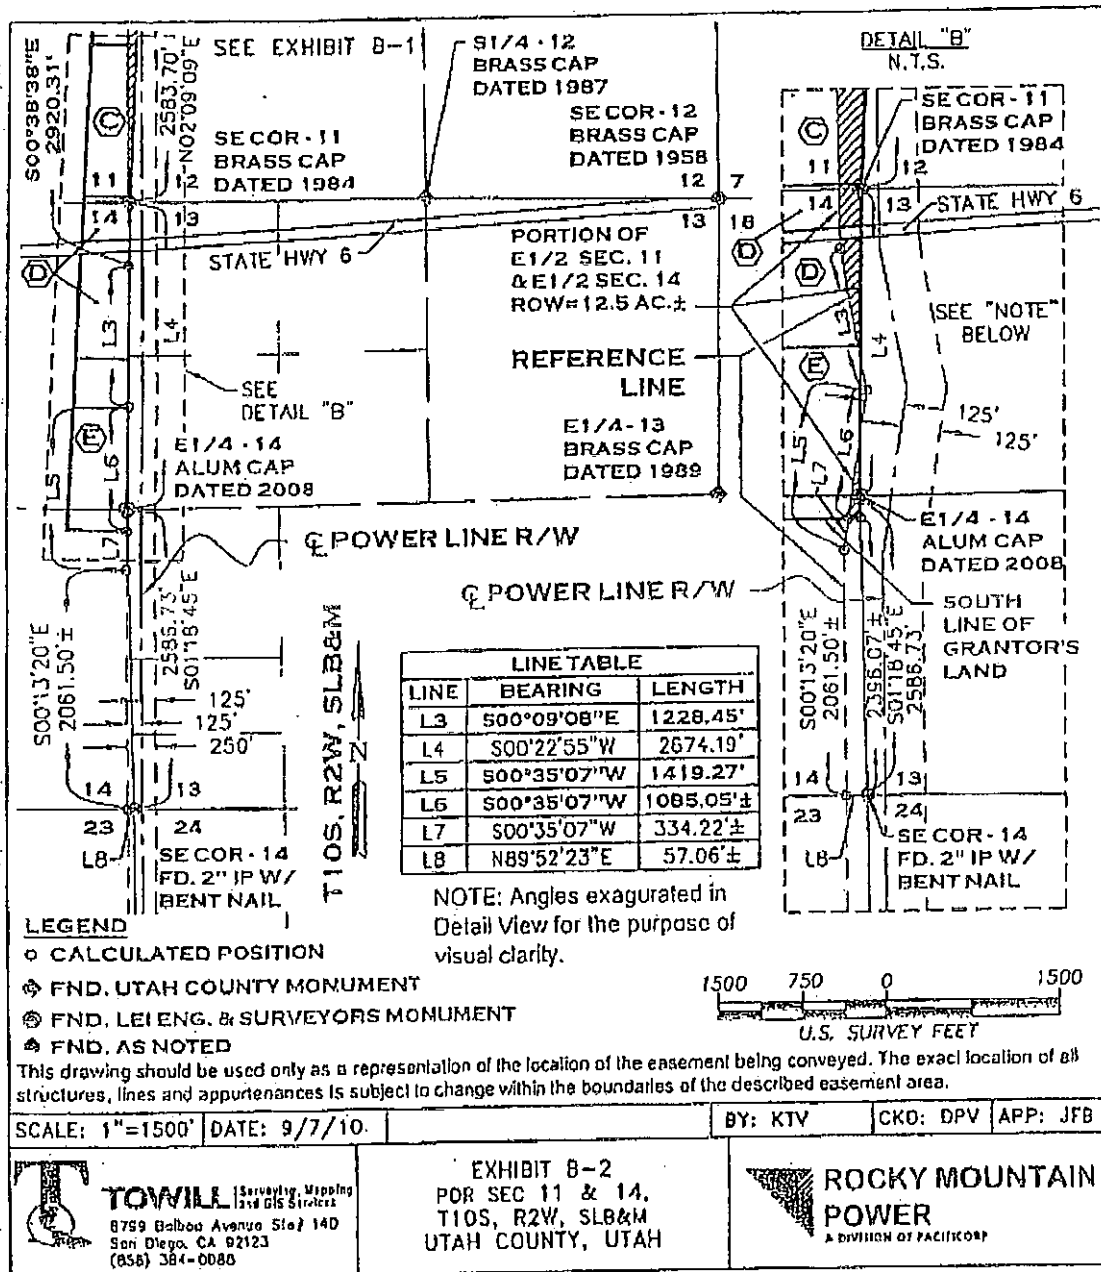 S00°38'38"E
2920.31'
2583.70'
N02°09'09"E
SEE EXHIBIT B-1
S1/4 - 12
BRASS CAP
DATED 1987
SE COR - 12
BRASS CAP
DATED 1958
SE COR - 11
BRASS CAP
DATED 1984
C
11
12
14
13
12
7
13
18
D
STATE HWY 6
PORTION OF
E1/2 SEC. 11
& E1/2 SEC. 14
ROW=12.5 AC.±
REFERENCE
LINE
L3
L4
SEE
DETAIL "B"
E1/4 - 14
ALUM CAP
DATED 2008
E1/4 - 13
BRASS CAP
DATED 1989
E
L5
L6
L7
℄ POWER LINE R/W
S00°13'20"E
2061.50'±
2585.73'
S01°18'45"E
125'
125'
250'
14
13
23
24
L8
SE COR - 14
FD. 2" IP W/
BENT NAIL
T10S, R2W, SLB&M
N
DETAIL "B"
N.T.S.
SE COR - 11
BRASS CAP
DATED 1984
C
11
12
14
13
STATE HWY 6
D
D
L3
L4
SEE "NOTE"
BELOW
E
125'
125'
L5
L6
L7
E1/4 - 14
ALUM CAP
DATED 2008
℄ POWER LINE R/W
SOUTH
LINE OF
GRANTOR'S
LAND
S00°13'20"E
2061.50'±
S01°18'45"E
14
13
23
24
L8
SE COR - 14
FD. 2" IP W/
BENT NAIL
LINE TABLE
LINE BEARING LENGTH
L3 S00°09'08"E 1228.45'
L4 S00°22'55"W 2674.19'
L5 S00°35'07"W 1419.27'
L6 S00°35'07"W 1085.05'±
L7 S00°35'07"W 334.22'±
L8 N89°52'23"E 57.06'±
NOTE: Angles exagurated in
Detail View for the purpose of
visual clarity.
LEGEND
CALCULATED POSITION
FND. UTAH COUNTY MONUMENT
FND. LEI ENG. & SURVEYORS MONUMENT
FND. AS NOTED
1500 750 0 1500
U.S. SURVEY FEET
This drawing should be used only as a representation of the location of the easement being conveyed. The exact location of all
structures, lines and appurtenances is subject to change within the boundaries of the described easement area.
SCALE: 1"=1500' DATE: 9/7/10. BY: KTV CKD: DPV APP: JFB
TOWILL Surveying, Mapping
and GIS Services
8799 Balboa Avenue Ste# 140
San Diego, CA 92123
EXHIBIT B-2
POR SEC 11 & 14,
T10S, R2W, SLB&M
UTAH COUNTY, UTAH
ROCKY MOUNTAIN
POWER
A DIVISION OF PACIFICORP